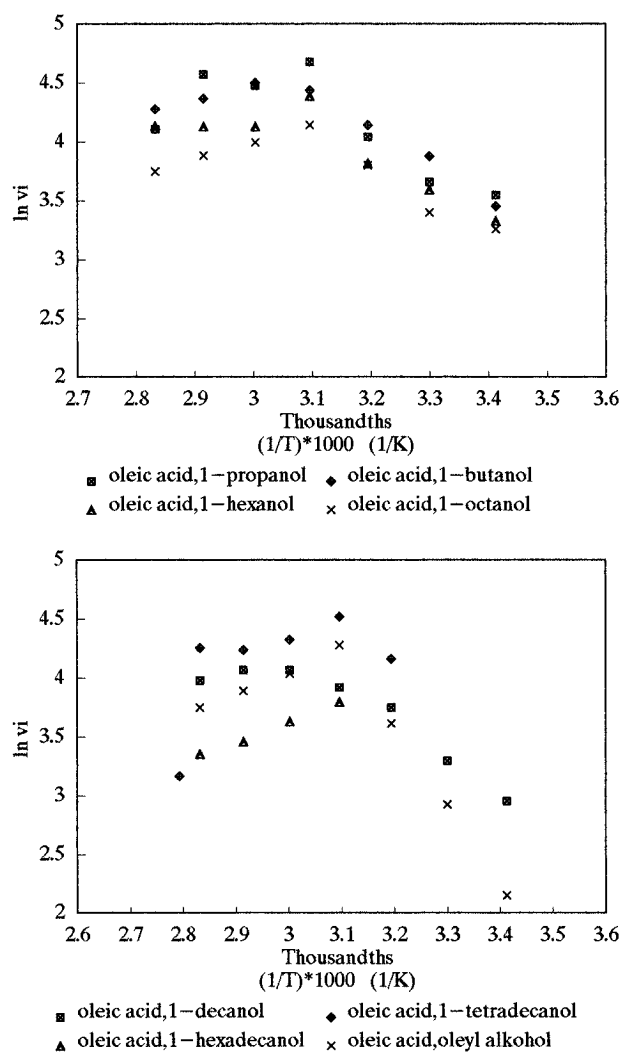 5
4.5
4
3.5
3
2.5
2
ln vi
2.7 2.8 2.9 3 3.1 3.2 3.3 3.4 3.5 3.6
Thousandths
(1/T)*1000 (1/K)
oleic acid,1−propanol oleic acid,1−butanol
oleic acid,1−hexanol oleic acid,1−octanol
5
4.5
4
3.5
3
2.5
2
ln vi
2.6 2.7 2.8 2.9 3 3.1 3.2 3.3 3.4 3.5 3.6
Thousandths
(1/T)*1000 (1/K)
oleic acid,1−decanol oleic acid,1−tetradecanol
oleic acid,1−hexadecanol oleic acid,oleyl alkohol